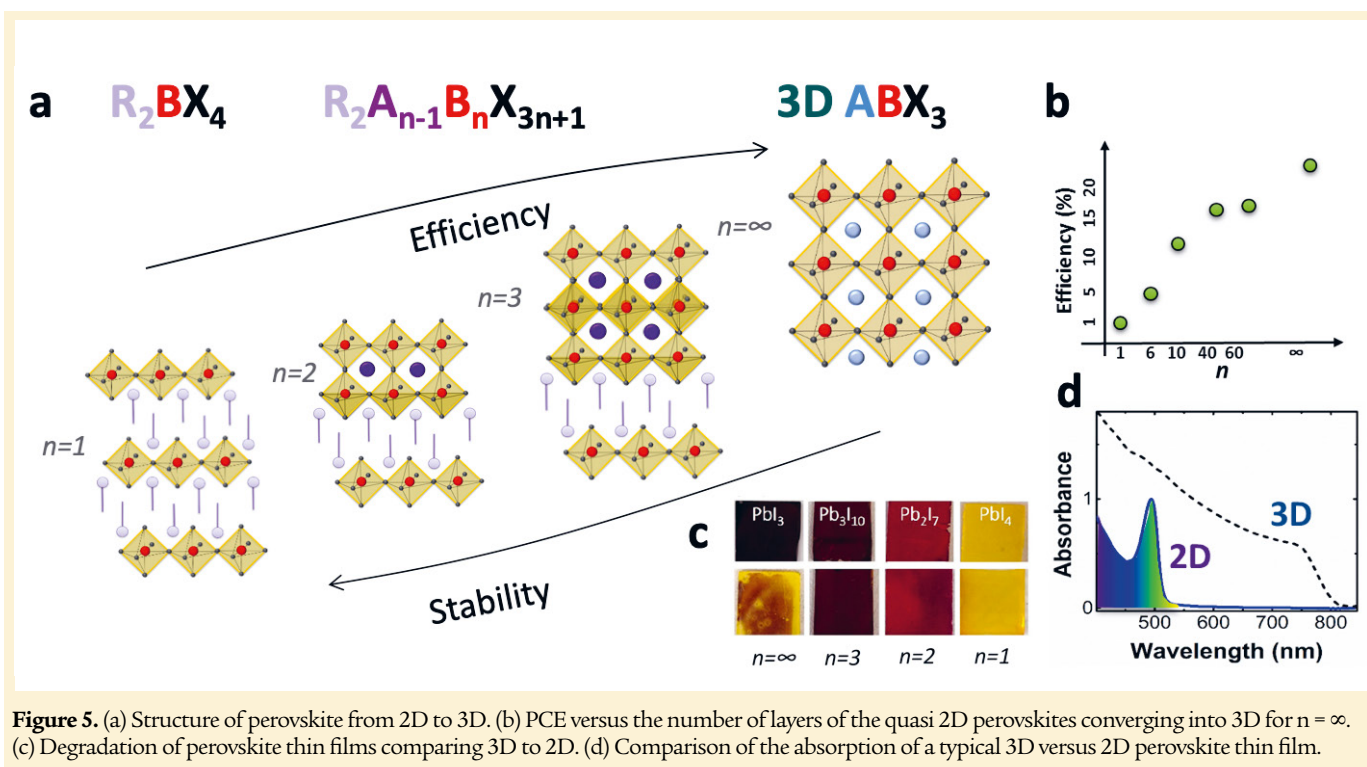 a
R₂BX₄
R₂Aₙ₋₁BₙX₃ₙ₊₁
3D ABX₃
Efficiency
n=1
n=2
n=3
n=∞
Stability
b
Efficiency (%)
20
15
10
5
1
1 6 10 40 60 ∞
n
c
PbI₃ Pb₃I₁₀ Pb₂I₇ PbI₄
n=∞ n=3 n=2 n=1
d
Absorbance
1
0
2D
3D
500 600 700 800
Wavelength (nm)
Figure 5. (a) Structure of perovskite from 2D to 3D. (b) PCE versus the number of layers of the quasi 2D perovskites converging into 3D for n = ∞.
(c) Degradation of perovskite thin films comparing 3D to 2D. (d) Comparison of the absorption of a typical 3D versus 2D perovskite thin film.